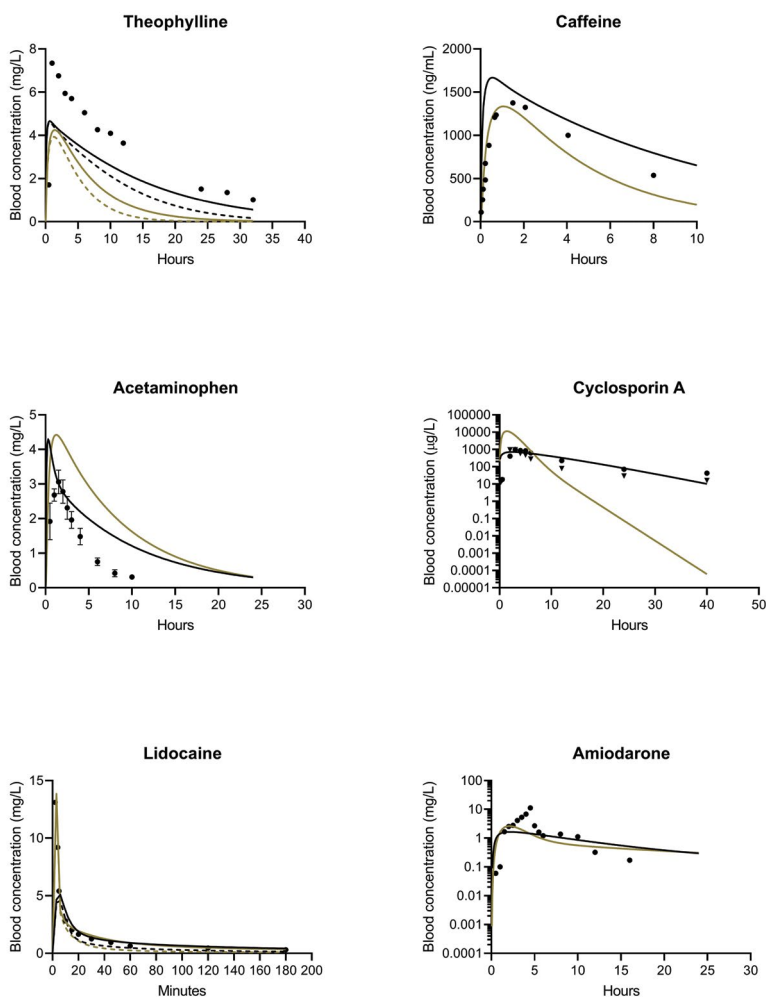 Theophylline
Blood concentration (mg/L)
8
6
4
2
0
0 5 10 15 20 25 30 35 40
Hours
Caffeine
Blood concentration (ng/mL)
2000
1500
1000
500
0
0 2 4 6 8 10
Hours
Acetaminophen
Blood concentration (mg/L)
5
4
3
2
1
0
0 5 10 15 20 25 30
Hours
Cyclosporin A
Blood concentration (µg/L)
100000
10000
1000
100
10
1
0.1
0.01
0.001
0.0001
0.00001
0 10 20 30 40 50
Hours
Lidocaine
Blood concentration (mg/L)
15
10
5
0
0 20 40 60 80 100 120 140 160 180 200
Minutes
Amiodarone
Blood concentration (mg/L)
100
10
1
0.1
0.01
0.001
0.0001
0 5 10 15 20 25 30
Hours